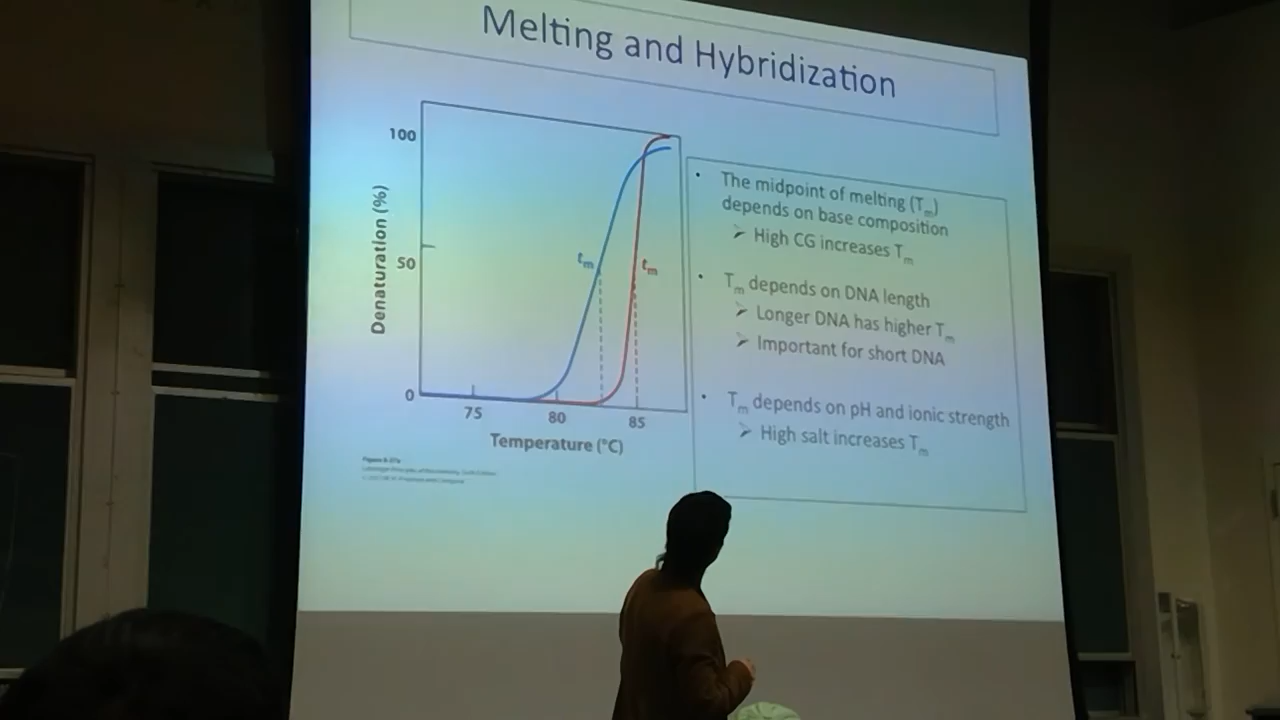 Melting and Hybridization
100
50
0
Denaturation (%)
tm
tm
75
80
85
Temperature (°C)
• The midpoint of melting (Tm)
depends on base composition
➢ High CG increases Tm
• Tm depends on DNA length
➢ Longer DNA has higher Tm
➢ Important for short DNA
• Tm depends on pH and ionic strength
➢ High salt increases Tm